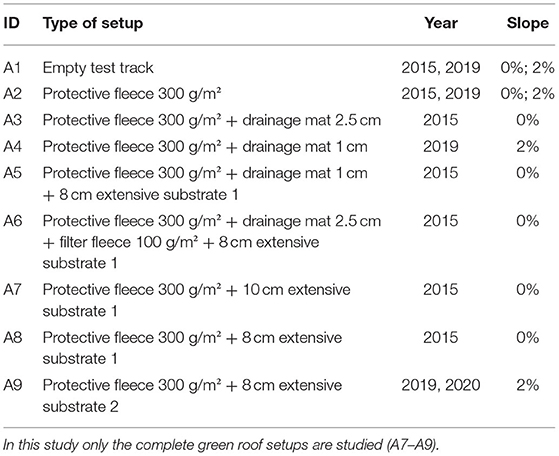 ID Type of setup Year Slope
A1 Empty test track 2015, 2019 0%; 2%
A2 Protective fleece 300 g/m² 2015, 2019 0%; 2%
A3 Protective fleece 300 g/m² + drainage mat 2.5 cm 2015 0%
A4 Protective fleece 300 g/m² + drainage mat 1 cm 2019 2%
A5 Protective fleece 300 g/m² + drainage mat 1 cm 2015 0%
+ 8 cm extensive substrate 1
A6 Protective fleece 300 g/m² + drainage mat 2.5 cm 2015 0%
+ filter fleece 100 g/m² + 8 cm extensive
substrate 1
A7 Protective fleece 300 g/m² + 10 cm extensive 2015 0%
substrate 1
A8 Protective fleece 300 g/m² + 8 cm extensive 2015 0%
substrate 1
A9 Protective fleece 300 g/m² + 8 cm extensive 2019, 2020 2%
substrate 2
In this study only the complete green roof setups are studied (A7–A9).